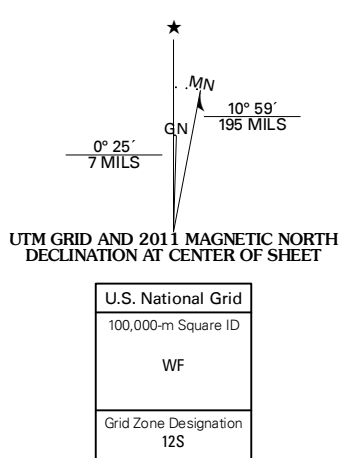 ★
MN
GN
10° 59´
195 MILS
0° 25´
7 MILS
UTM GRID AND 2011 MAGNETIC NORTH
DECLINATION AT CENTER OF SHEET
U.S. National Grid
100,000-m Square ID
WF
Grid Zone Designation
12S